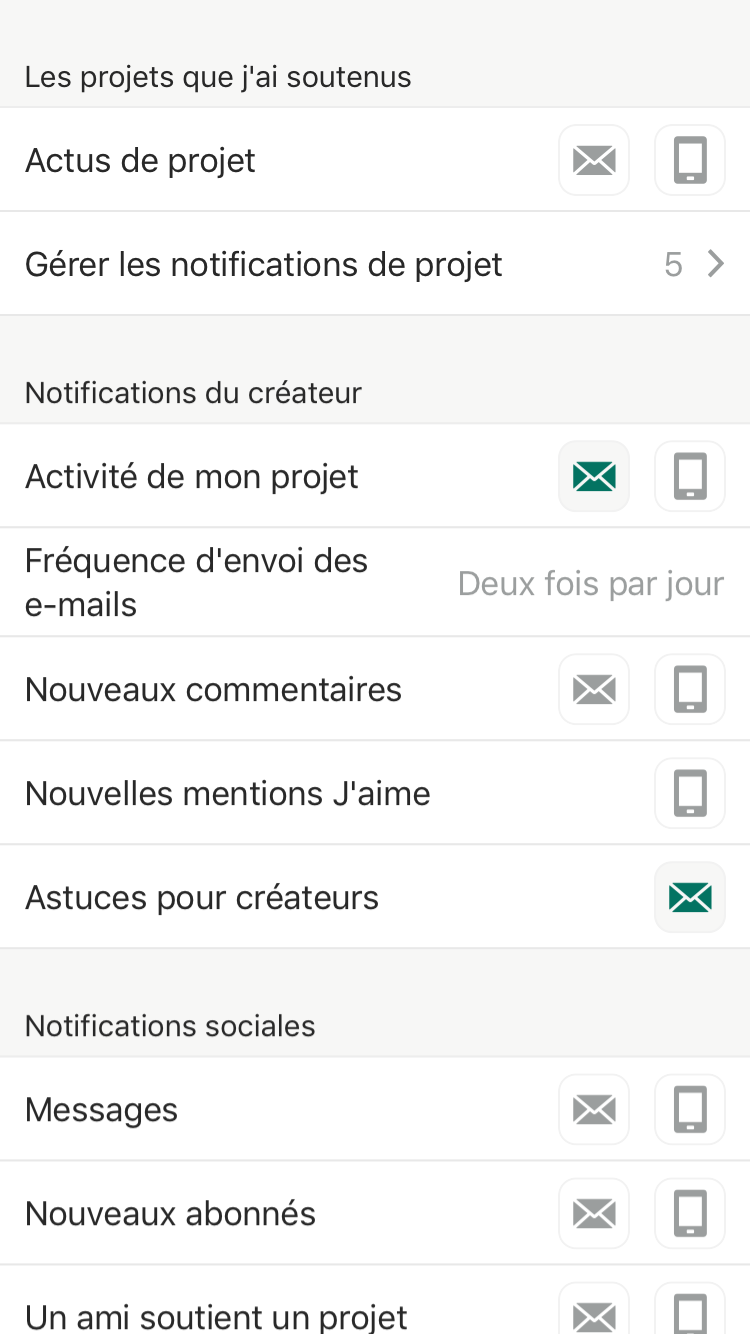 Les projets que j'ai soutenus
Actus de projet
Gérer les notifications de projet 5
Notifications du créateur
Activité de mon projet
Fréquence d'envoi des
e-mails
Deux fois par jour
Nouveaux commentaires
Nouvelles mentions J'aime
Astuces pour créateurs
Notifications sociales
Messages
Nouveaux abonnés
Un ami soutient un projet